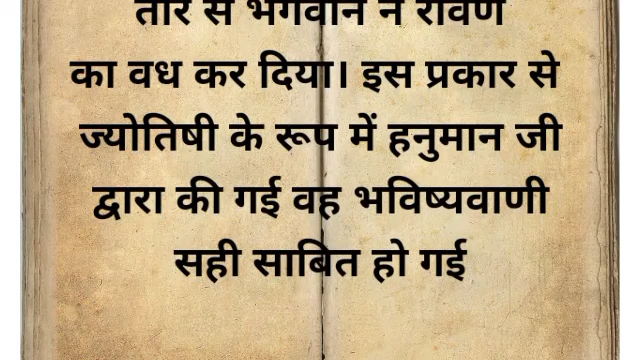 तीर से भगवान ने रावण
का वध कर दिया। इस प्रकार से
ज्योतिषी के रूप में हनुमान जी
द्वारा की गई वह भविष्यवाणी
सही साबित हो गई